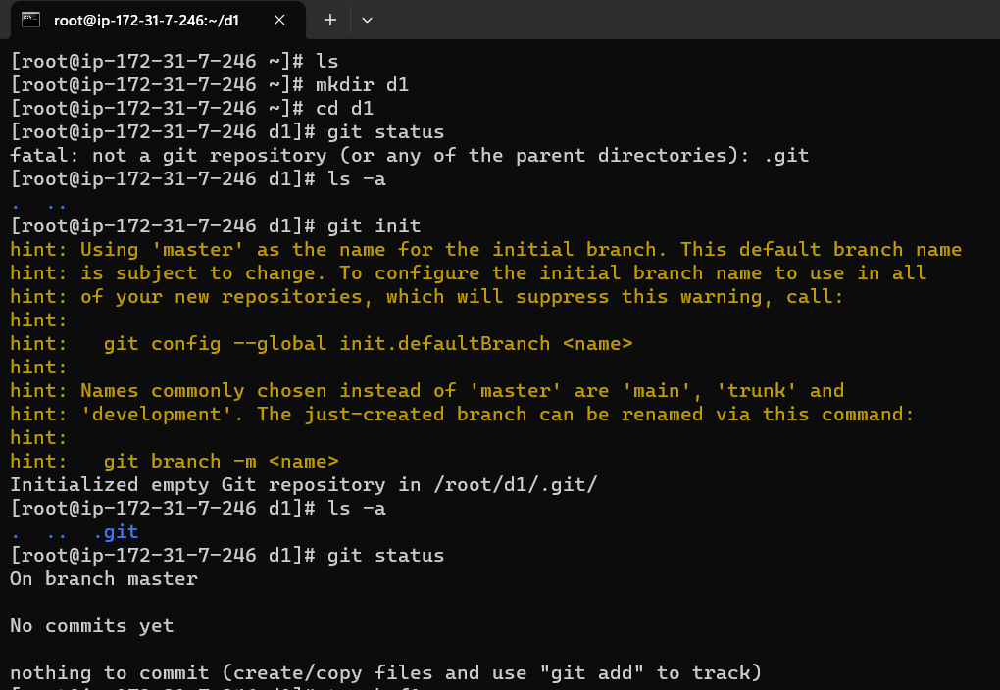 root@ip-172-31-7-246:~/d1
[root@ip-172-31-7-246 ~]# ls
[root@ip-172-31-7-246 ~]# mkdir d1
[root@ip-172-31-7-246 ~]# cd d1
[root@ip-172-31-7-246 d1]# git status
fatal: not a git repository (or any of the parent directories): .git
[root@ip-172-31-7-246 d1]# ls -a
.  ..
[root@ip-172-31-7-246 d1]# git init
hint: Using 'master' as the name for the initial branch. This default branch name
hint: is subject to change. To configure the initial branch name to use in all
hint: of your new repositories, which will suppress this warning, call:
hint:
hint:   git config --global init.defaultBranch <name>
hint:
hint: Names commonly chosen instead of 'master' are 'main', 'trunk' and
hint: 'development'. The just-created branch can be renamed via this command:
hint:
hint:   git branch -m <name>
Initialized empty Git repository in /root/d1/.git/
[root@ip-172-31-7-246 d1]# ls -a
.  ..  .git
[root@ip-172-31-7-246 d1]# git status
On branch master
No commits yet
nothing to commit (create/copy files and use "git add" to track)